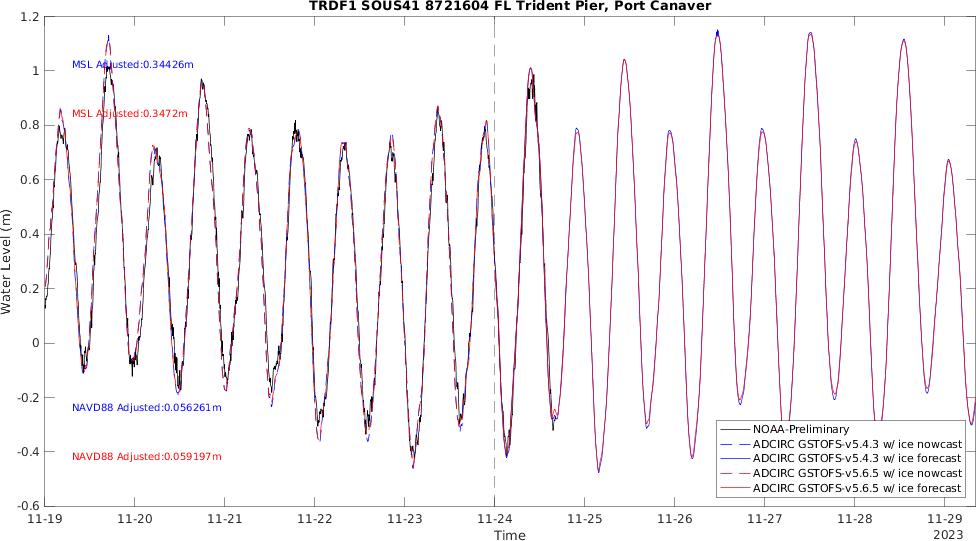 TRDF1 SOUS41 8721604 FL Trident Pier, Port Canaver
1.2
1
0.8
0.6
0.4
0.2
0
-0.2
-0.4
-0.6
Water Level (m)
MSL Adjusted:0.34426m
MSL Adjusted:0.3472m
NAVD88 Adjusted:0.056261m
NAVD88 Adjusted:0.059197m
NOAA-Preliminary
ADCIRC GSTOFS-v5.4.3 w/ ice nowcast
ADCIRC GSTOFS-v5.4.3 w/ ice forecast
ADCIRC GSTOFS-v5.6.5 w/ ice nowcast
ADCIRC GSTOFS-v5.6.5 w/ ice forecast
11-19 11-20 11-21 11-22 11-23 11-24 11-25 11-26 11-27 11-28 11-29
Time 2023